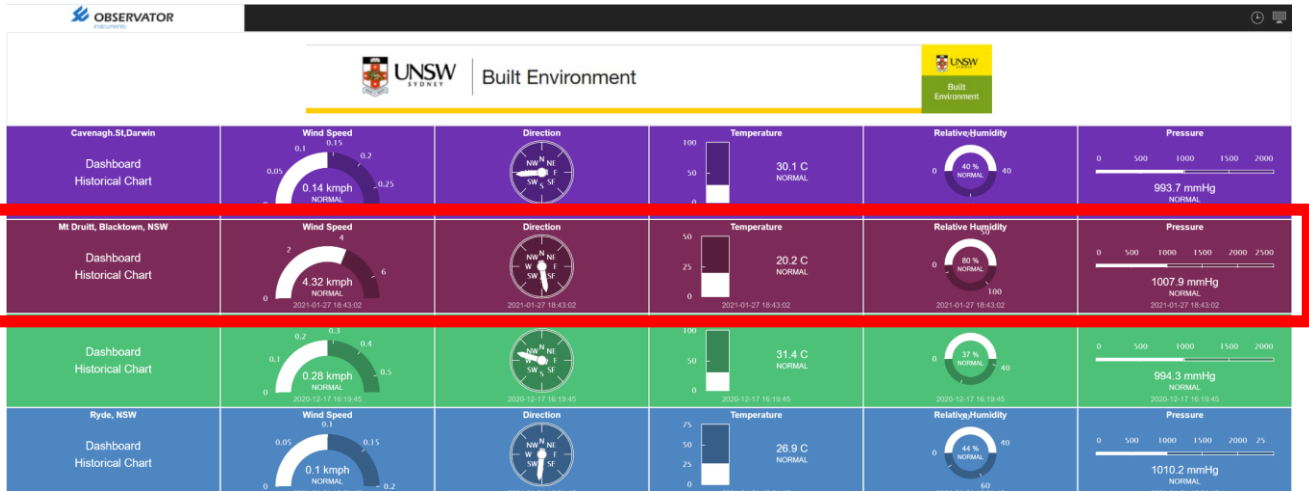 OBSERVATOR
instruments
UNSW
SYDNEY
Built Environment
UNSW
SYDNEY
Built
Environment
Cavenagh.St,Darwin
Dashboard
Historical Chart
Wind Speed
0.05 0.1 0.15 0.2 0.25
0.14 kmph
NORMAL
Direction
N NE E SE S SW W NW
Temperature
100
50
0
30.1 C
NORMAL
Relative Humidity
0 40
40 %
NORMAL
Pressure
0 500 1000 1500 2000
993.7 mmHg
NORMAL
Mt Druitt, Blacktown, NSW
Dashboard
Historical Chart
Wind Speed
0 2 4 6
4.32 kmph
NORMAL
2021-01-27 18:43:02
Direction
N NE E SE S SW W NW
Temperature
50
25
0
20.2 C
NORMAL
2021-01-27 18:43:02
Relative Humidity
0 50 100
80 %
NORMAL
Pressure
0 500 1000 1500 2000 2500
1007.9 mmHg
NORMAL
2021-01-27 18:43:02
Dashboard
Historical Chart
0 0.1 0.2 0.3 0.4 0.5
0.28 kmph
NORMAL
2020-12-17 16:19:45
N NE E SE S SW W NW
2020-12-17 16:19:45
100
50
0
31.4 C
NORMAL
2020-12-17 16:19:45
0 40
37 %
NORMAL
2020-12-17 16:19:45
0 500 1000 1500 2000
994.3 mmHg
NORMAL
2020-12-17 16:19:45
Ryde, NSW
Dashboard
Historical Chart
Wind Speed
0 0.05 0.1 0.15 0.2
0.1 kmph
NORMAL
Direction
N NE E SE S SW W NW
Temperature
75
50
25
0
26.9 C
NORMAL
Relative Humidity
0 40 60
44 %
NORMAL
Pressure
0 500 1000 1500 2000 25...
1010.2 mmHg
NORMAL